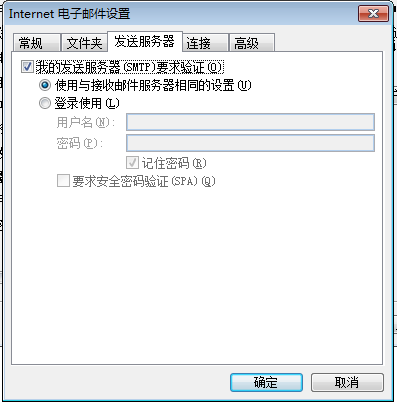 Internet 电子邮件设置
常规 文件夹 发送服务器 连接 高级
我的发送服务器(SMTP)要求验证(O)
使用与接收邮件服务器相同的设置(U)
登录使用(L)
用户名(N):
密码(P):
记住密码(R)
要求安全密码验证(SPA)(Q)
确定 取消